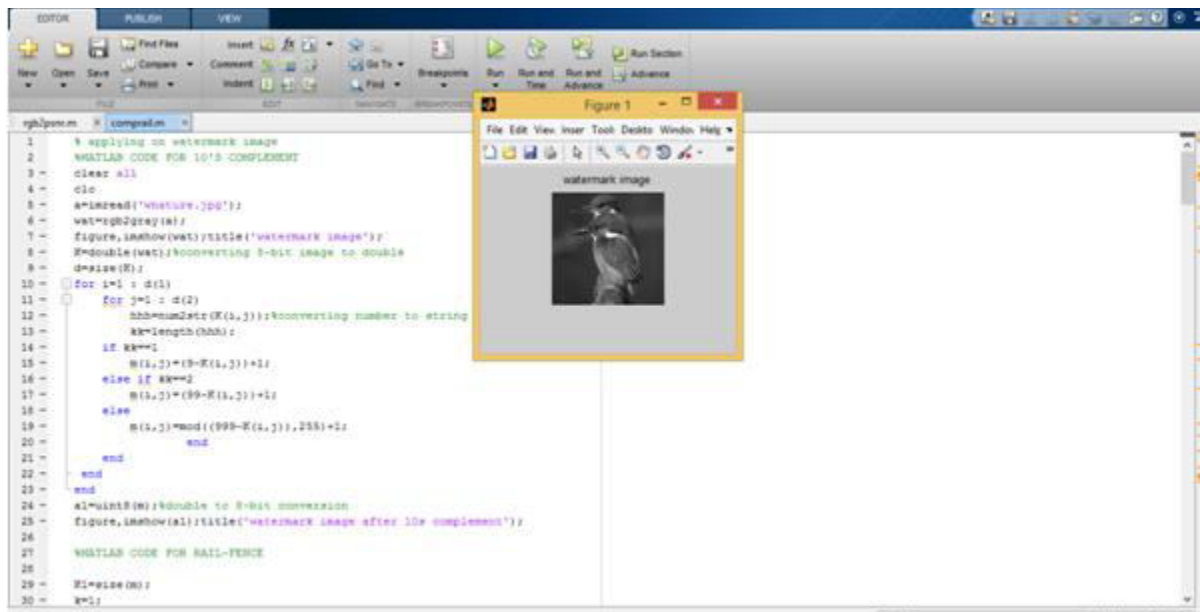 EDITOR PUBLISH VIEW
New Open Save Find Files Compare Print Insert Comment Indent Go To Find Breakpoints Run Run and Time Run and Advance Run Section Advance
FILE EDIT NAVIGATE BREAKPOINTS
rgb2psnr.m comprail.m
Figure 1
File Edit View Inser Tool Deskto Windov Help
watermark image
1 % applying on watermark image
2 %MATLAB CODE FOR 10'S COMPLEMENT
3 clear all
4 clc
5 a=imread('whature.jpg');
6 wat=rgb2gray(a);
7 figure,imshow(wat);title('watermark image');
8 K=double(wat);%converting 8-bit image to double
9 d=size(K);
10 for i=1 : d(1)
11 for j=1 : d(2)
12 hhh=num2str(K(i,j));%converting number to string
13 kk=length(hhh);
14 if kk==1
15 m(i,j)=(9-K(i,j))+1;
16 else if kk==2
17 m(i,j)=(99-K(i,j))+1;
18 else
19 m(i,j)=mod((999-K(i,j)),255)+1;
20 end
21 end
22 end
23 end
24 a1=uint8(m);%double to 8-bit conversion
25 figure,imshow(a1);title('watermark image after 10s complement');
26
27 %MATLAB CODE FOR RAIL-FENCE
28
29 K1=size(m);
30 k=1;